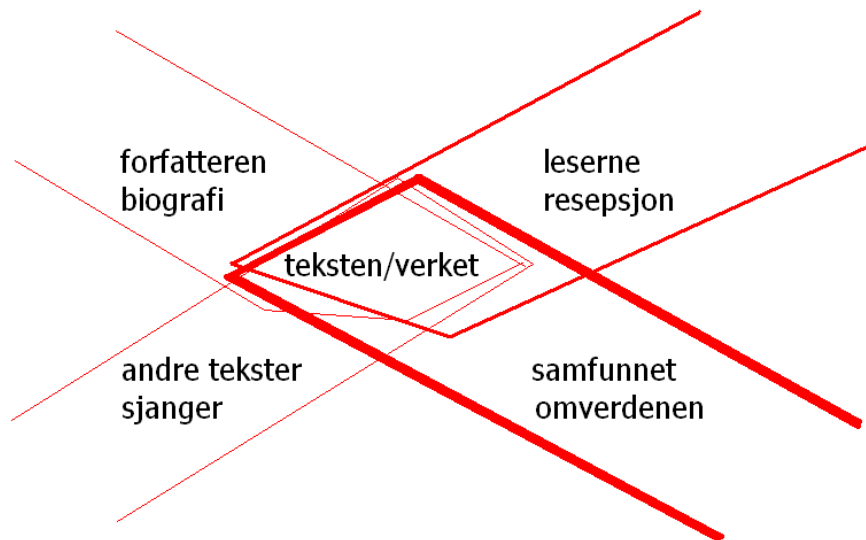 forfatteren
biografi
leserne
resepsjon
teksten/verket
andre tekster
sjanger
samfunnet
omverdenen